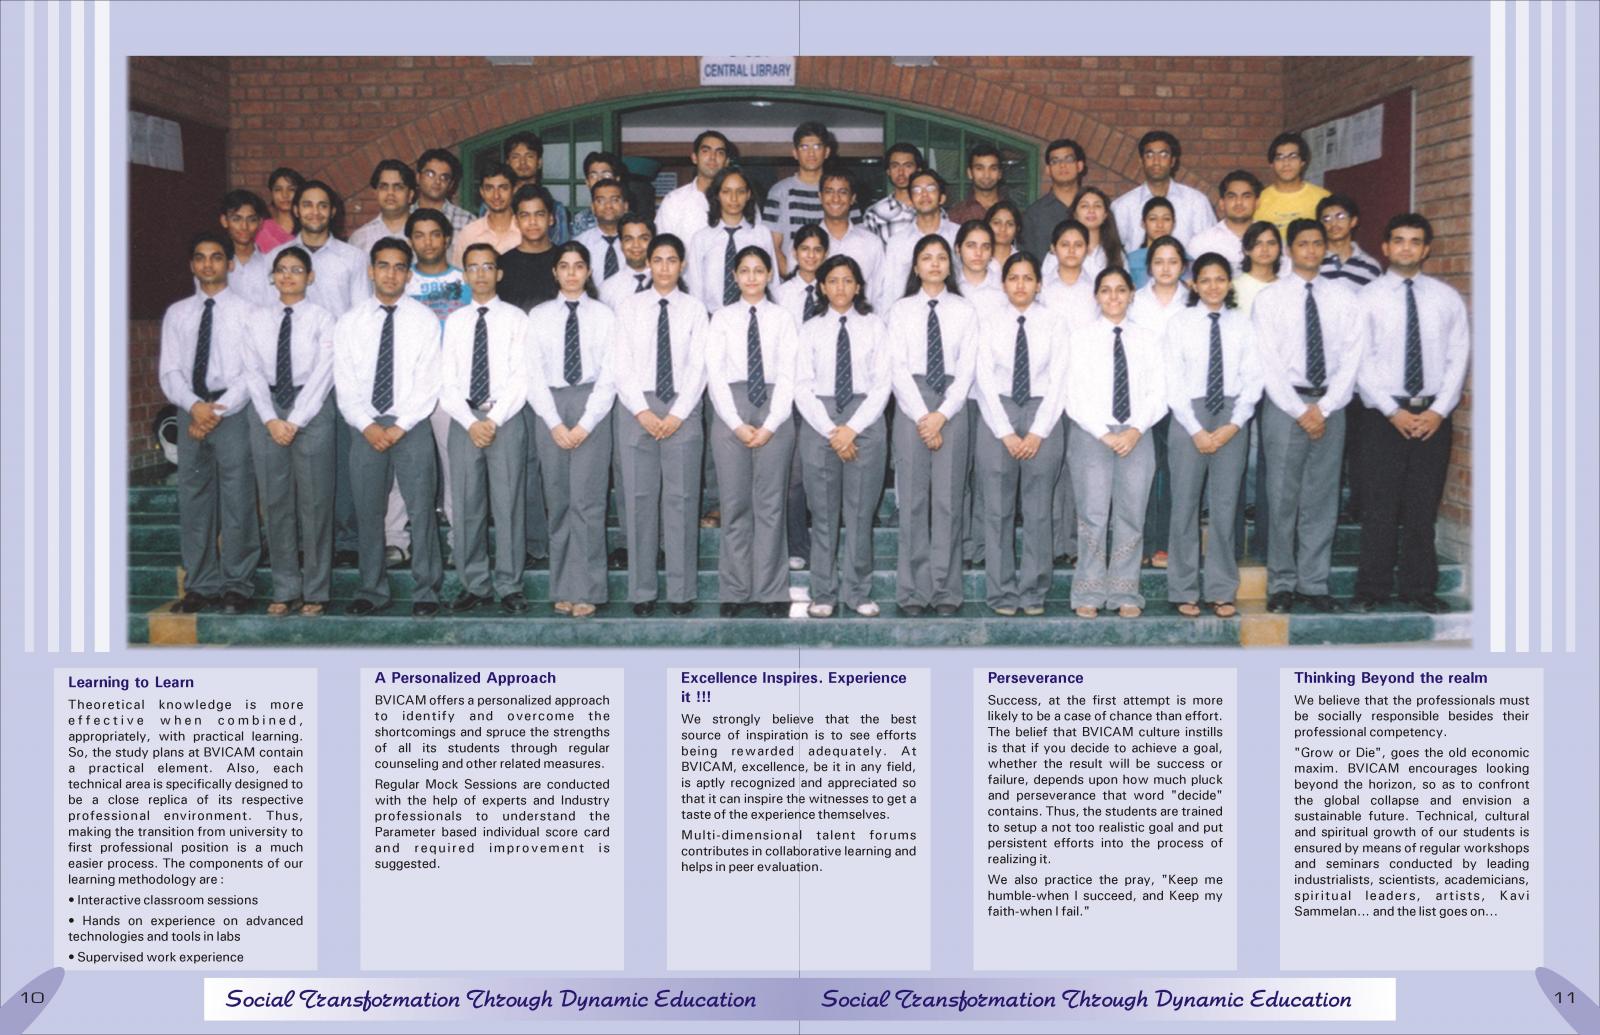 CENTRAL LIBRARY
Learning to Learn
Theoretical knowledge is more
effective when combined,
appropriately, with practical learning.
So, the study plans at BVICAM contain
a practical element. Also, each
technical area is specifically designed to
be a close replica of its respective
professional environment. Thus,
making the transition from university to
first professional position is a much
easier process. The components of our
learning methodology are :
• Interactive classroom sessions
• Hands on experience on advanced
technologies and tools in labs
• Supervised work experience
A Personalized Approach
BVICAM offers a personalized approach
to identify and overcome the
shortcomings and spruce the strengths
of all its students through regular
counseling and other related measures.
Regular Mock Sessions are conducted
with the help of experts and Industry
professionals to understand the
Parameter based individual score card
and required improvement is
suggested.
Excellence Inspires. Experience
it !!!
We strongly believe that the best
source of inspiration is to see efforts
being rewarded adequately. At
BVICAM, excellence, be it in any field,
is aptly recognized and appreciated so
that it can inspire the witnesses to get a
taste of the experience themselves.
Multi-dimensional talent forums
contributes in collaborative learning and
helps in peer evaluation.
Perseverance
Success, at the first attempt is more
likely to be a case of chance than effort.
The belief that BVICAM culture instills
is that if you decide to achieve a goal,
whether the result will be success or
failure, depends upon how much pluck
and perseverance that word "decide"
contains. Thus, the students are trained
to setup a not too realistic goal and put
persistent efforts into the process of
realizing it.
We also practice the pray, "Keep me
humble-when I succeed, and Keep my
faith-when I fail."
Thinking Beyond the realm
We believe that the professionals must
be socially responsible besides their
professional competency.
"Grow or Die", goes the old economic
maxim. BVICAM encourages looking
beyond the horizon, so as to confront
the global collapse and envision a
sustainable future. Technical, cultural
and spiritual growth of our students is
ensured by means of regular workshops
and seminars conducted by leading
industrialists, scientists, academicians,
spiritual leaders, artists, Kavi
Sammelan... and the list goes on...
10
Social Transformation Through Dynamic Education
Social Transformation Through Dynamic Education
11